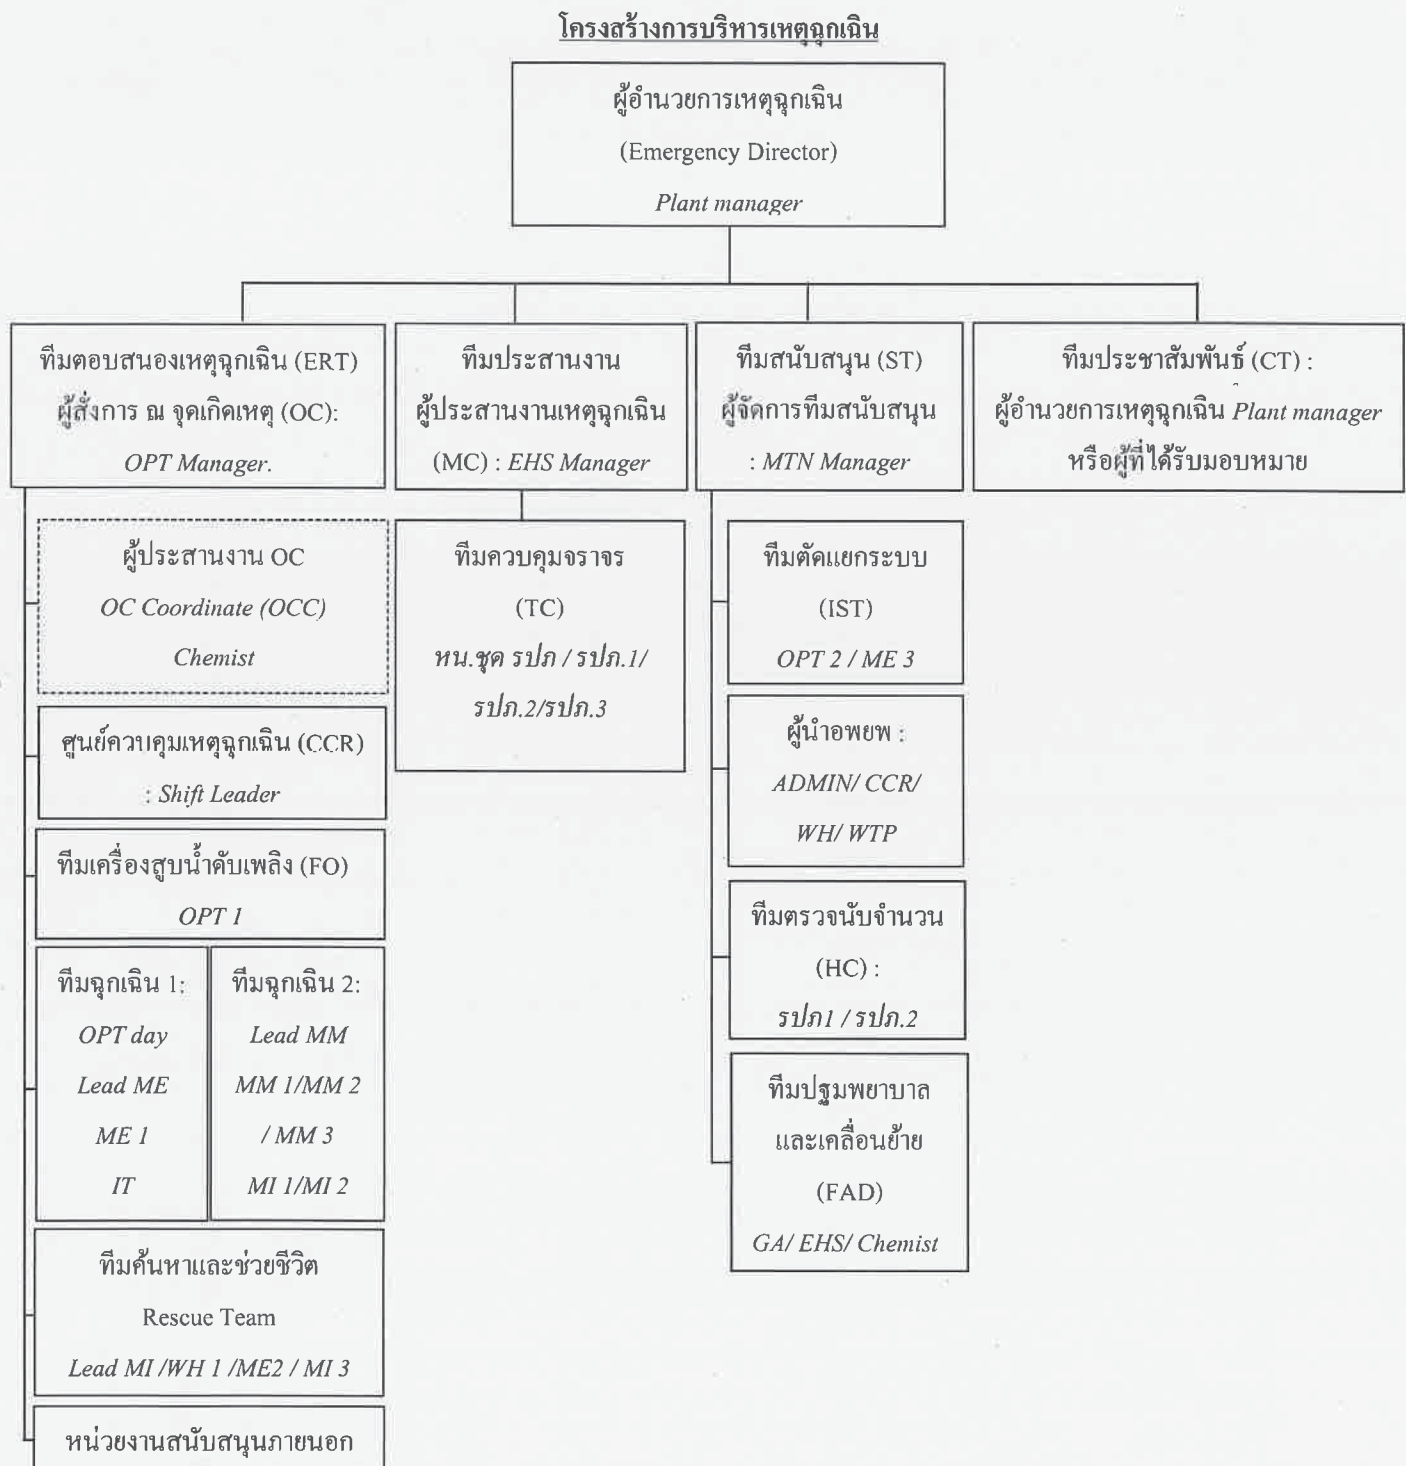 โครงสร้างการบริหารเหตุฉุกเฉิน
ผู้อำนวยการเหตุฉุกเฉิน
(Emergency Director)
Plant manager
ทีมตอบสนองเหตุฉุกเฉิน (ERT)
ผู้สั่งการ ณ จุดเกิดเหตุ (OC):
OPT Manager.
ทีมประสานงาน
ผู้ประสานงานเหตุฉุกเฉิน
(MC) : EHS Manager
ทีมสนับสนุน (ST)
ผู้จัดการทีมสนับสนุน
: MTN Manager
ทีมประชาสัมพันธ์ (CT) :
ผู้อำนวยการเหตุฉุกเฉิน Plant manager
หรือผู้ที่ได้รับมอบหมาย
ผู้ประสานงาน OC
OC Coordinate (OCC)
Chemist
ศูนย์ควบคุมเหตุฉุกเฉิน (CCR)
: Shift Leader
ทีมเครื่องสูบน้ำดับเพลิง (FO)
OPT 1
ทีมฉุกเฉิน 1:
OPT day
Lead ME
ME 1
IT
ทีมฉุกเฉิน 2:
Lead MM
MM 1/MM 2
/ MM 3
MI 1/MI 2
ทีมค้นหาและช่วยชีวิต
Rescue Team
Lead MI /WH 1 /ME2 / MI 3
หน่วยงานสนับสนุนภายนอก
ทีมควบคุมจราจร
(TC)
หน.ชุด รปภ / รปภ.1/
รปภ.2/รปภ.3
ทีมตัดแยกระบบ
(IST)
OPT 2 / ME 3
ผู้นำอพยพ :
ADMIN/ CCR/
WH/ WTP
ทีมตรวจนับจำนวน
(HC) :
รปภ1 / รปภ.2
ทีมปฐมพยาบาล
และเคลื่อนย้าย
(FAD)
GA/ EHS/ Chemist